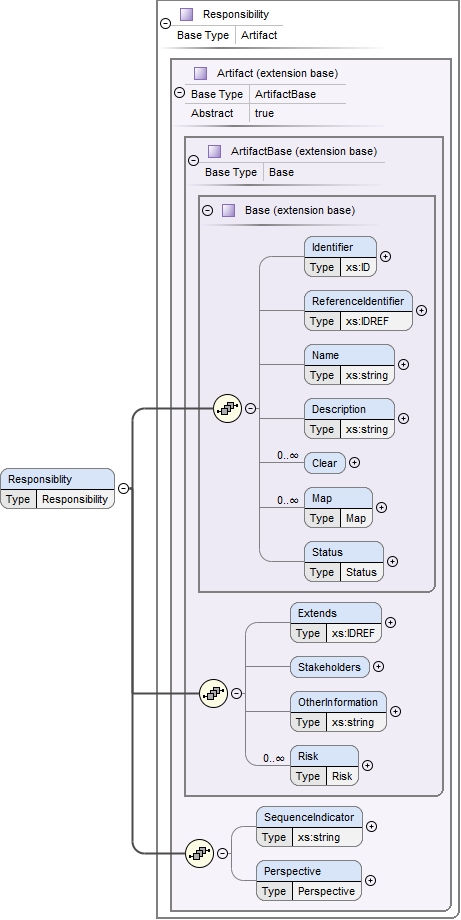 Responsibility
Base Type Artifact
Artifact (extension base)
Base Type ArtifactBase
Abstract true
ArtifactBase (extension base)
Base Type Base
Base (extension base)
Identifier
Type xs:ID
ReferenceIdentifier
Type xs:IDREF
Name
Type xs:string
Description
Type xs:string
0..∞
Clear
0..∞
Map
Type Map
Status
Type Status
Responsiblity
Type Responsibility
Extends
Type xs:IDREF
Stakeholders
OtherInformation
Type xs:string
0..∞
Risk
Type Risk
SequenceIndicator
Type xs:string
Perspective
Type Perspective